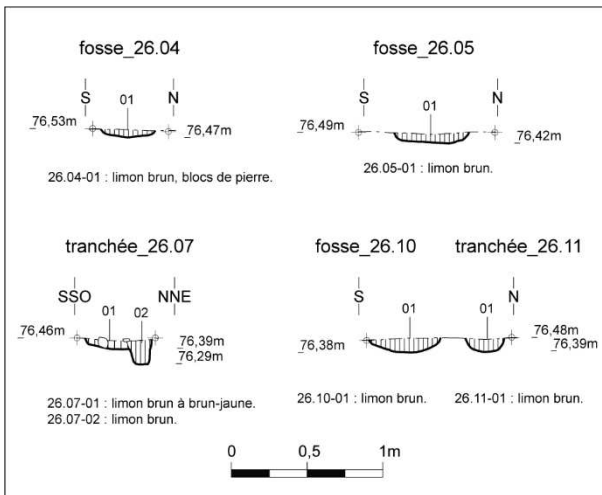 fosse_26.04
S
N
01
_76,53m
_76,47m
26.04-01 : limon brun, blocs de pierre.
fosse_26.05
S
N
01
_76,49m
_76,42m
26.05-01 : limon brun.
tranchée_26.07
SSO
NNE
01
02
_76,46m
_76,39m
_76,29m
26.07-01 : limon brun à brun-jaune.
26.07-02 : limon brun.
fosse_26.10
tranchée_26.11
S
N
01
01
_76,38m
_76,48m
_76,39m
26.10-01 : limon brun.
26.11-01 : limon brun.
0
0,5
1m